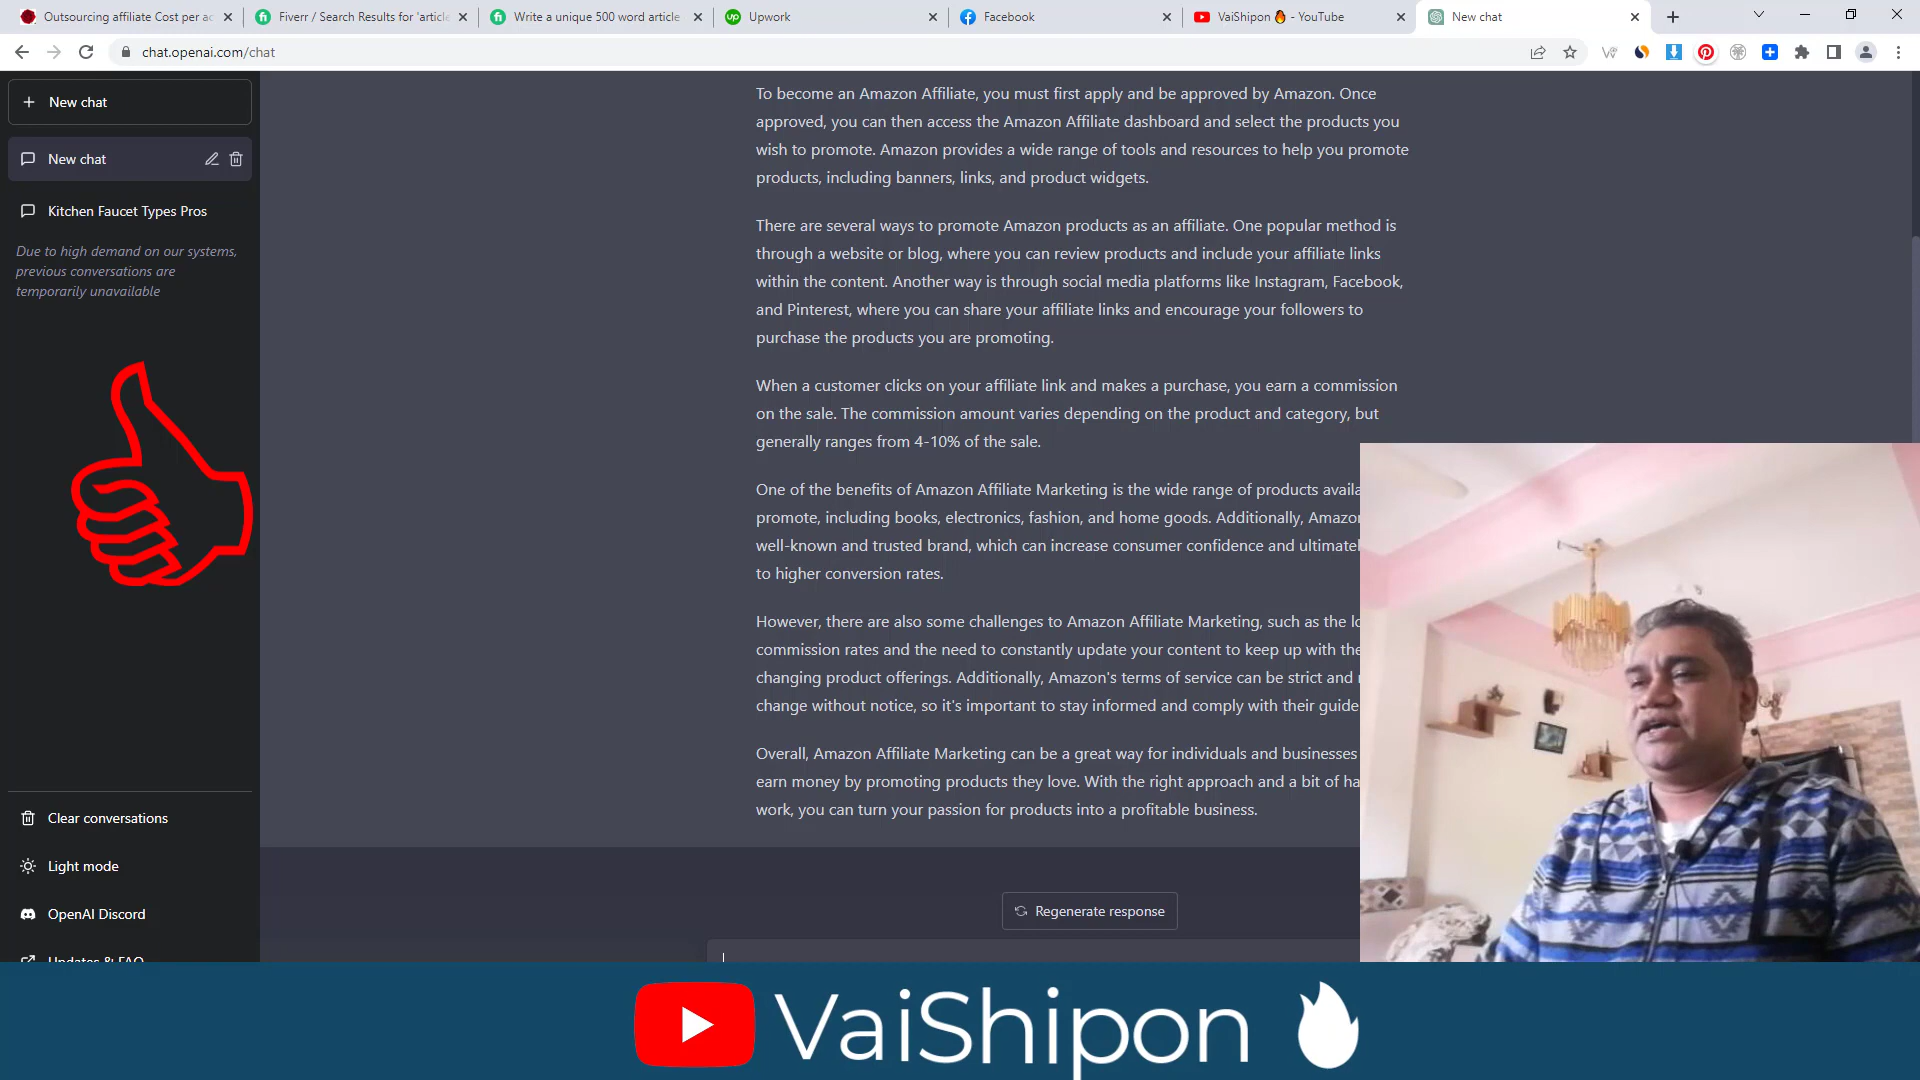 Outsourcing affiliate Cost per ac
Fiverr / Search Results for 'article
Write a unique 500 word article
Upwork
Facebook
VaiShipon 🔥 - YouTube
New chat
chat.openai.com/chat
New chat
New chat
Kitchen Faucet Types Pros
Due to high demand on our systems,
previous conversations are
temporarily unavailable
Clear conversations
Light mode
OpenAI Discord
Updates & FAQ
To become an Amazon Affiliate, you must first apply and be approved by Amazon. Once
approved, you can then access the Amazon Affiliate dashboard and select the products you
wish to promote. Amazon provides a wide range of tools and resources to help you promote
products, including banners, links, and product widgets.
There are several ways to promote Amazon products as an affiliate. One popular method is
through a website or blog, where you can review products and include your affiliate links
within the content. Another way is through social media platforms like Instagram, Facebook,
and Pinterest, where you can share your affiliate links and encourage your followers to
purchase the products you are promoting.
When a customer clicks on your affiliate link and makes a purchase, you earn a commission
on the sale. The commission amount varies depending on the product and category, but
generally ranges from 4-10% of the sale.
One of the benefits of Amazon Affiliate Marketing is the wide range of products availa
promote, including books, electronics, fashion, and home goods. Additionally, Amazon
well-known and trusted brand, which can increase consumer confidence and ultimatel
to higher conversion rates.
However, there are also some challenges to Amazon Affiliate Marketing, such as the lo
commission rates and the need to constantly update your content to keep up with the
changing product offerings. Additionally, Amazon's terms of service can be strict and
change without notice, so it's important to stay informed and comply with their guide
Overall, Amazon Affiliate Marketing can be a great way for individuals and businesses
earn money by promoting products they love. With the right approach and a bit of ha
work, you can turn your passion for products into a profitable business.
Regenerate response
VaiShipon